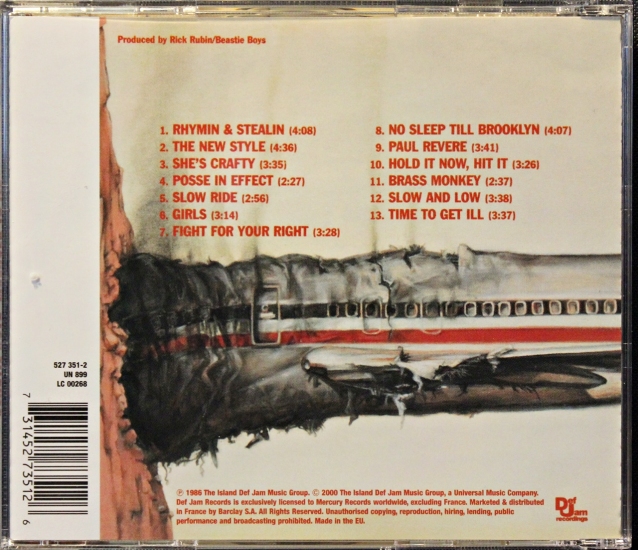 Produced by Rick Rubin/Beastie Boys
1. RHYMIN & STEALIN (4:08)
2. THE NEW STYLE (4:36)
3. SHE'S CRAFTY (3:35)
4. POSSE IN EFFECT (2:27)
5. SLOW RIDE (2:56)
6. GIRLS (3:14)
7. FIGHT FOR YOUR RIGHT (3:28)
8. NO SLEEP TILL BROOKLYN (4:07)
9. PAUL REVERE (3:41)
10. HOLD IT NOW, HIT IT (3:26)
11. BRASS MONKEY (2:37)
12. SLOW AND LOW (3:38)
13. TIME TO GET ILL (3:37)
527 351-2
UN 899
LC 00268
7 31452 73512 6
℗ 1986 The Island Def Jam Music Group. © 2000 The Island Def Jam Music Group, a Universal Music Company.
Def Jam Records is exclusively licensed to Mercury Records worldwide, excluding France. Marketed & distributed
in France by Barclay S.A. All Rights Reserved. Unauthorised copying, reproduction, hiring, lending, public
performance and broadcasting prohibited. Made in the EU.
Def Jam
recordings